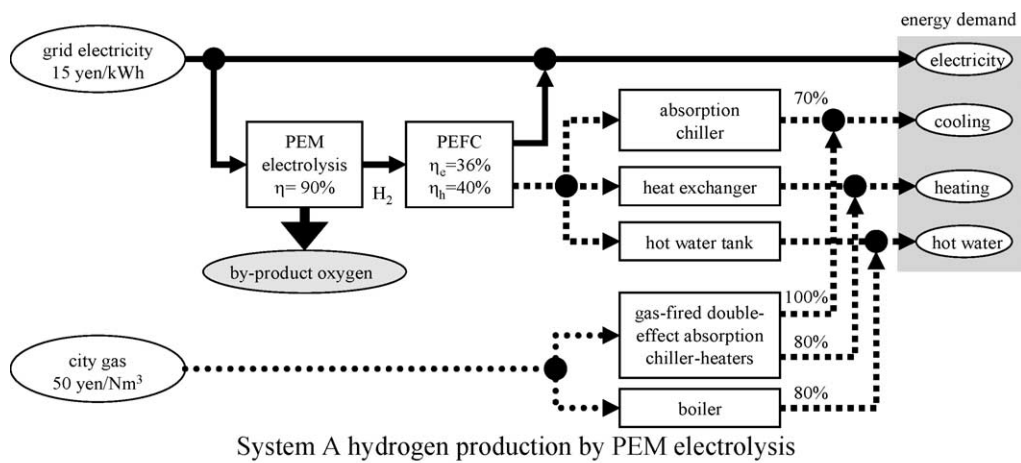 energy demand
grid electricity
15 yen/kWh
electricity
PEM
electrolysis
η= 90%
H₂
PEFC
ηₑ=36%
ηₕ=40%
absorption
chiller
70%
cooling
heat exchanger
heating
hot water tank
hot water
by-product oxygen
city gas
50 yen/Nm³
gas-fired double-
effect absorption
chiller-heaters
100%
80%
boiler
80%
System A hydrogen production by PEM electrolysis